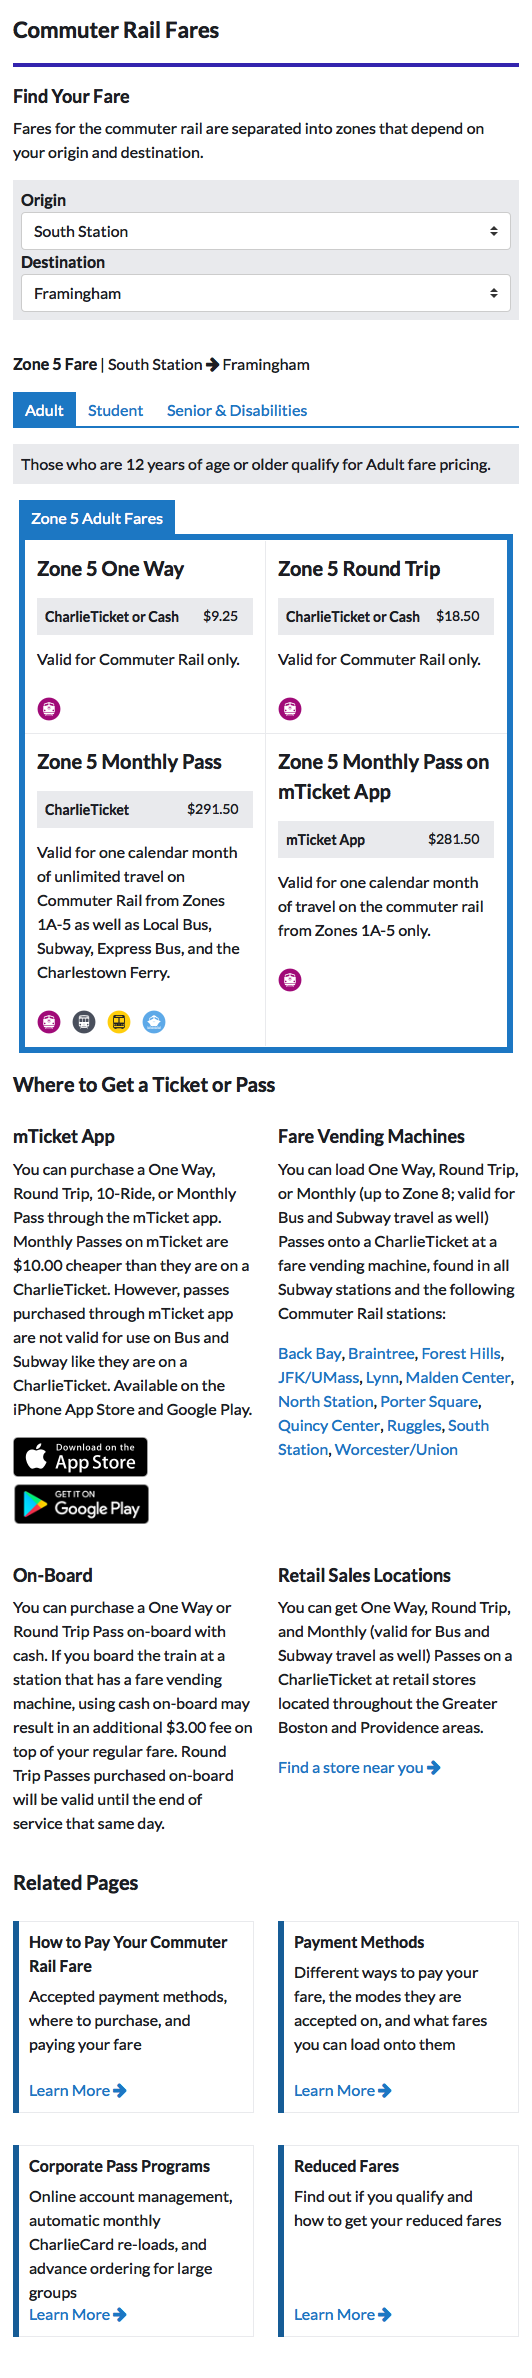 Commuter Rail Fares
Find Your Fare
Fares for the commuter rail are separated into zones that depend on
your origin and destination.
Origin
South Station
Destination
Framingham
Zone 5 Fare | South Station → Framingham
Adult
Student
Senior & Disabilities
Those who are 12 years of age or older qualify for Adult fare pricing.
Zone 5 Adult Fares
Zone 5 One Way
CharlieTicket or Cash $9.25
Valid for Commuter Rail only.
Zone 5 Round Trip
CharlieTicket or Cash $18.50
Valid for Commuter Rail only.
Zone 5 Monthly Pass
CharlieTicket $291.50
Valid for one calendar month
of unlimited travel on
Commuter Rail from Zones
1A-5 as well as Local Bus,
Subway, Express Bus, and the
Charlestown Ferry.
Zone 5 Monthly Pass on
mTicket App
mTicket App $281.50
Valid for one calendar month
of travel on the commuter rail
from Zones 1A-5 only.
Where to Get a Ticket or Pass
mTicket App
You can purchase a One Way,
Round Trip, 10-Ride, or Monthly
Pass through the mTicket app.
Monthly Passes on mTicket are
$10.00 cheaper than they are on a
CharlieTicket. However, passes
purchased through mTicket app
are not valid for use on Bus and
Subway like they are on a
CharlieTicket. Available on the
iPhone App Store and Google Play.
Download on the
App Store
GET IT ON
Google Play
Fare Vending Machines
You can load One Way, Round Trip,
or Monthly (up to Zone 8; valid for
Bus and Subway travel as well)
Passes onto a CharlieTicket at a
fare vending machine, found in all
Subway stations and the following
Commuter Rail stations:
Back Bay, Braintree, Forest Hills,
JFK/UMass, Lynn, Malden Center,
North Station, Porter Square,
Quincy Center, Ruggles, South
Station, Worcester/Union
On-Board
You can purchase a One Way or
Round Trip Pass on-board with
cash. If you board the train at a
station that has a fare vending
machine, using cash on-board may
result in an additional $3.00 fee on
top of your regular fare. Round
Trip Passes purchased on-board
will be valid until the end of
service that same day.
Retail Sales Locations
You can get One Way, Round Trip,
and Monthly (valid for Bus and
Subway travel as well) Passes on a
CharlieTicket at retail stores
located throughout the Greater
Boston and Providence areas.
Find a store near you →
Related Pages
How to Pay Your Commuter
Rail Fare
Accepted payment methods,
where to purchase, and
paying your fare
Learn More →
Payment Methods
Different ways to pay your
fare, the modes they are
accepted on, and what fares
you can load onto them
Learn More →
Corporate Pass Programs
Online account management,
automatic monthly
CharlieCard re-loads, and
advance ordering for large
groups
Learn More →
Reduced Fares
Find out if you qualify and
how to get your reduced fares
Learn More →